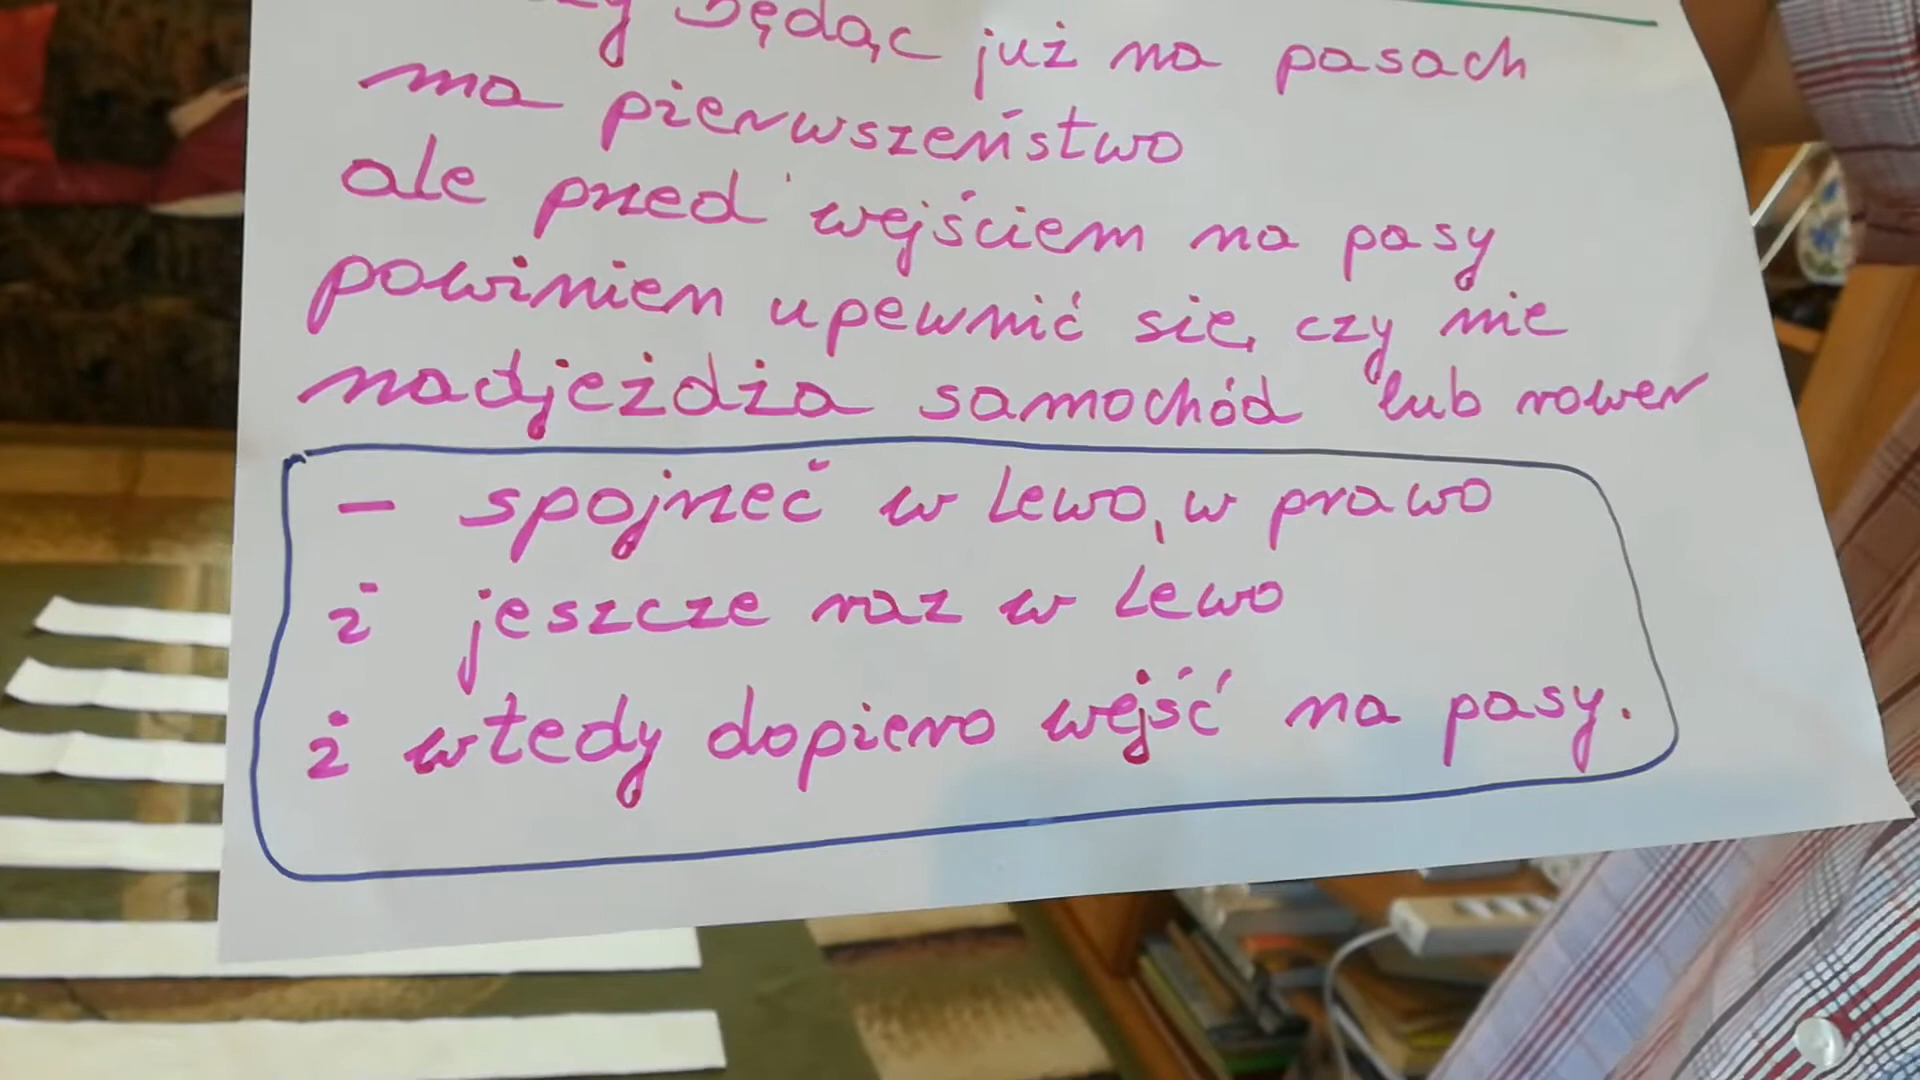 Będąc już na pasach
ma pierwszeństwo
ale przed wejściem na pasy
powinien upewnić się, czy nie
nadjeżdża samochód lub rower
- spojrzeć w lewo, w prawo
i jeszcze raz w lewo
i wtedy dopiero wejść na pasy.